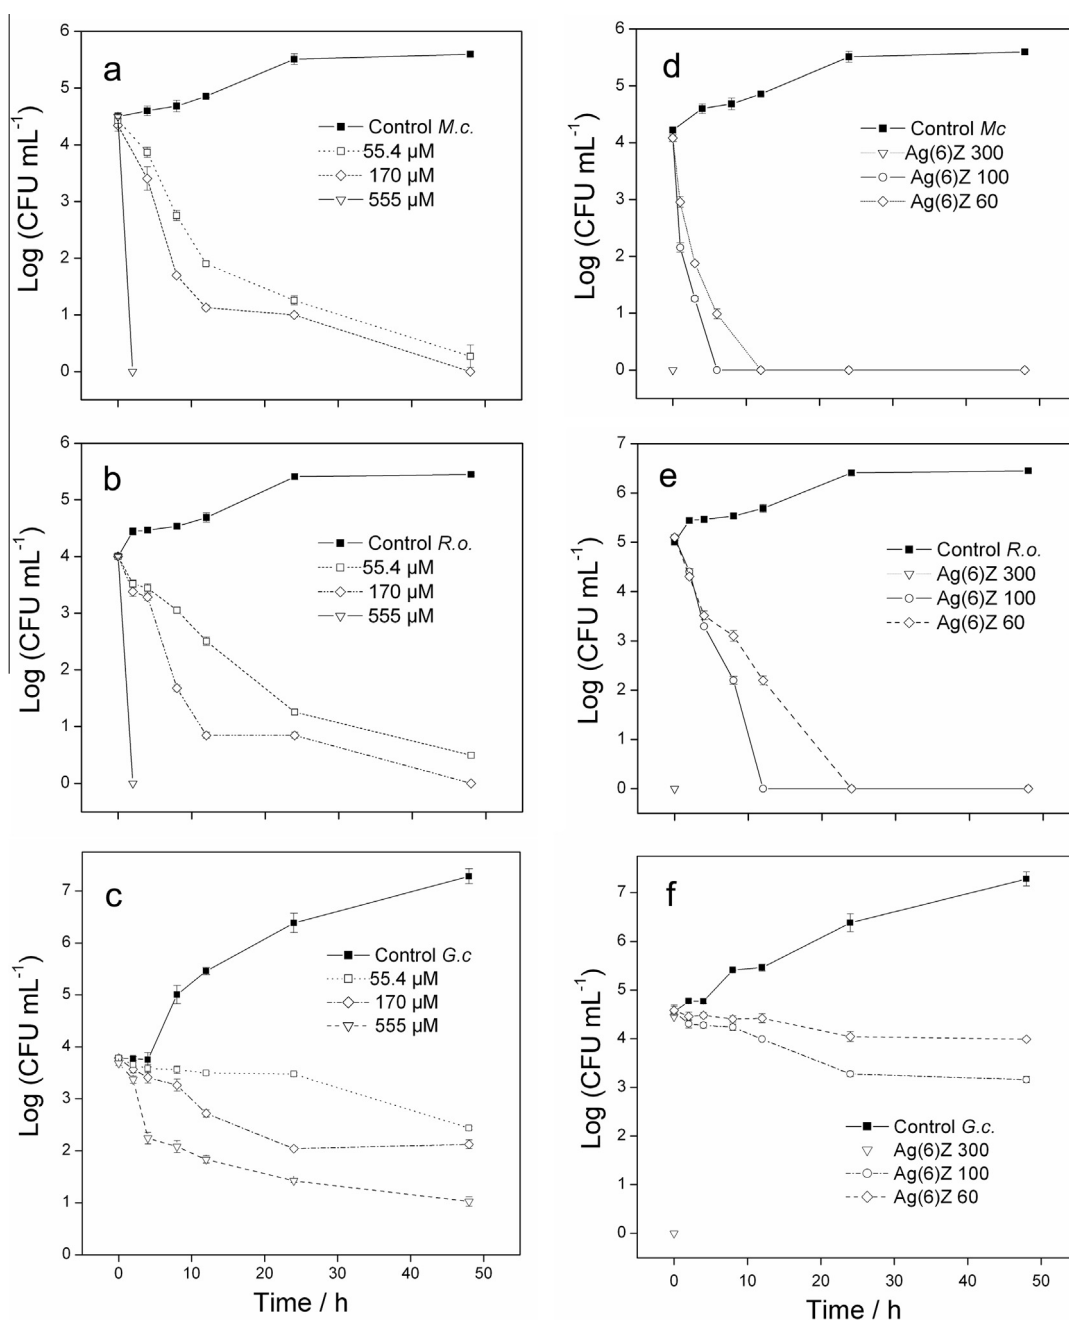 a
Log (CFU mL⁻¹)
6
5
4
3
2
1
0
Control M.c.
55.4 µM
170 µM
555 µM
d
Log (CFU mL⁻¹)
6
5
4
3
2
1
0
Control Mc
Ag(6)Z 300
Ag(6)Z 100
Ag(6)Z 60
b
Log (CFU mL⁻¹)
6
5
4
3
2
1
0
Control R.o.
55.4 µM
170 µM
555 µM
e
Log (CFU mL⁻¹)
7
6
5
4
3
2
1
0
Control R.o.
Ag(6)Z 300
Ag(6)Z 100
Ag(6)Z 60
c
Log (CFU mL⁻¹)
7
6
5
4
3
2
1
0
Control G.c
55.4 µM
170 µM
555 µM
0 10 20 30 40 50
Time / h
f
Log (CFU mL⁻¹)
7
6
5
4
3
2
1
0
Control G.c.
Ag(6)Z 300
Ag(6)Z 100
Ag(6)Z 60
0 10 20 30 40 50
Time / h